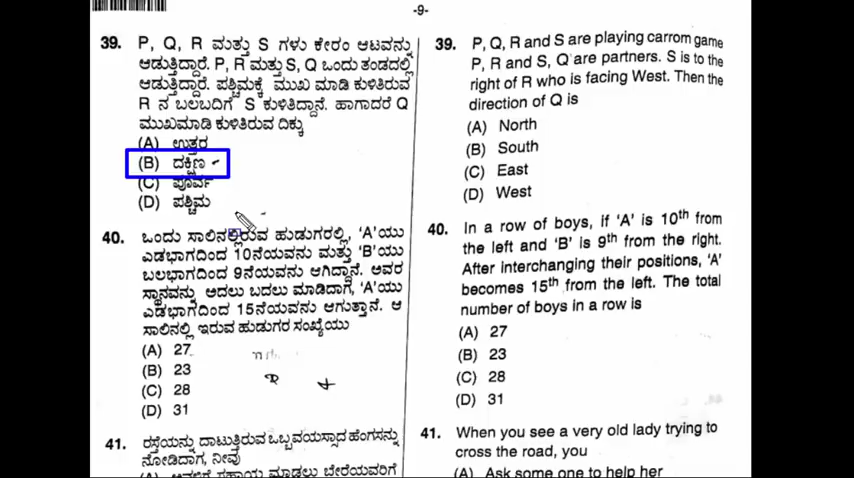 -9-
39. P, Q, R ಮತ್ತು S ಗಳು ಕೇರಂ ಆಟವನ್ನು
ಆಡುತ್ತಿದ್ದಾರೆ. P, R ಮತ್ತು S, Q ಒಂದು ತಂಡದಲ್ಲಿ
ಆಡುತ್ತಿದ್ದಾರೆ. ಪಶ್ಚಿಮಕ್ಕೆ ಮುಖ ಮಾಡಿ ಕುಳಿತಿರುವ
R ನ ಬಲಬದಿಗೆ S ಕುಳಿತಿದ್ದಾನೆ. ಹಾಗಾದರೆ Q
ಮುಖಮಾಡಿ ಕುಳಿತಿರುವ ದಿಕ್ಕು
(A) ಉತ್ತರ
(B) ದಕ್ಷಿಣ
(C) ಪೂರ್ವ
(D) ಪಶ್ಚಿಮ
40. ಒಂದು ಸಾಲಿನಲ್ಲಿರುವ ಹುಡುಗರಲ್ಲಿ, 'A'ಯು
ಎಡಭಾಗದಿಂದ 10ನೆಯವನು ಮತ್ತು 'B'ಯು
ಬಲಭಾಗದಿಂದ 9ನೆಯವನು ಆಗಿದ್ದಾನೆ. ಅವರ
ಸ್ಥಾನವನ್ನು ಅದಲು ಬದಲು ಮಾಡಿದಾಗ, 'A'ಯು
ಎಡಭಾಗದಿಂದ 15ನೆಯವನು ಆಗುತ್ತಾನೆ. ಆ
ಸಾಲಿನಲ್ಲಿ ಇರುವ ಹುಡುಗರ ಸಂಖ್ಯೆಯು
(A) 27
(B) 23
(C) 28
(D) 31
41. ರಸ್ತೆಯನ್ನು ದಾಟುತ್ತಿರುವ ಒಬ್ಬವಯಸ್ಸಾದ ಹೆಂಗಸನ್ನು
ನೋಡಿದಾಗ, ನೀವು
(A) ಅವಳಿಗೆ ಸಹಾಯ ಮಾಡಲು ಬೇರೆಯವರಿಗೆ
39. P, Q, R and S are playing carrom game
P, R and S, Q are partners. S is to the
right of R who is facing West. Then the
direction of Q is
(A) North
(B) South
(C) East
(D) West
40. In a row of boys, if 'A' is 10th from
the left and 'B' is 9th from the right.
After interchanging their positions, 'A'
becomes 15th from the left. The total
number of boys in a row is
(A) 27
(B) 23
(C) 28
(D) 31
41. When you see a very old lady trying to
cross the road, you
(A) Ask some one to help her